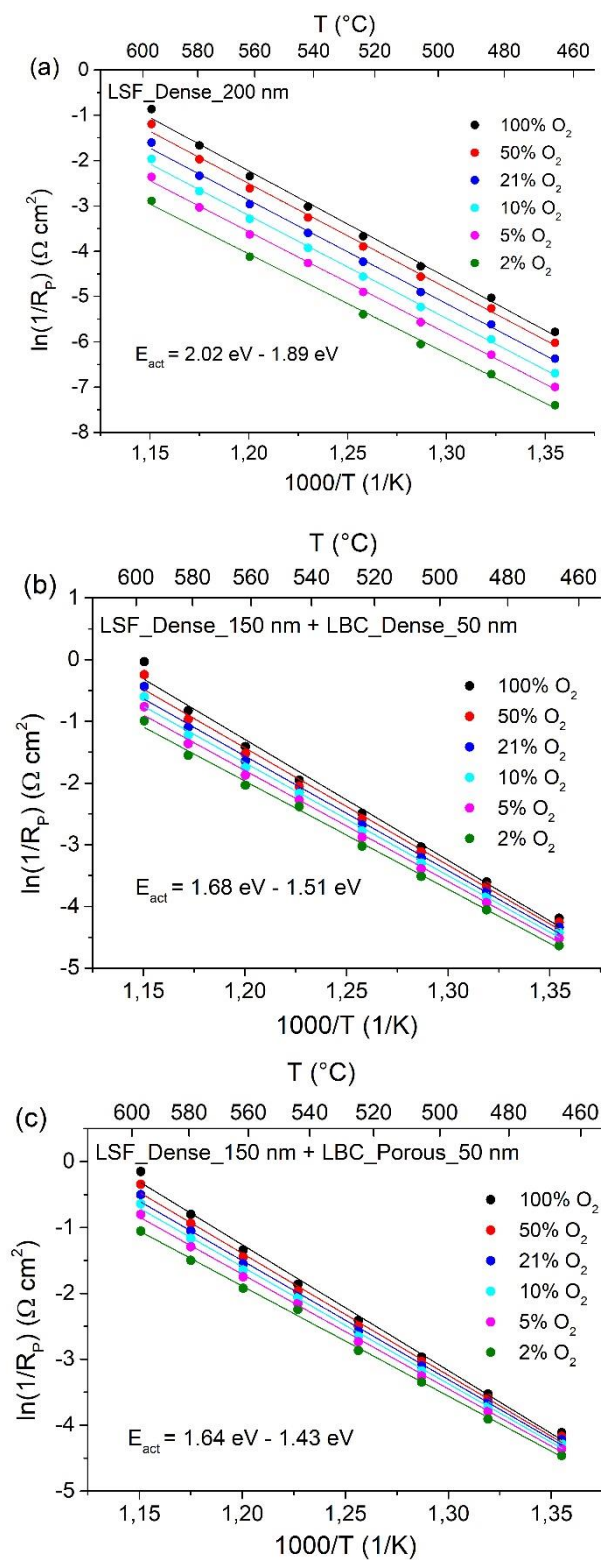 T (°C)
600 580 560 540 520 500 480 460
(a)
0
LSF_Dense_200 nm
-1
100% O₂
50% O₂
-2
21% O₂
-3
10% O₂
-4
5% O₂
-5
2% O₂
-6
E_act = 2.02 eV - 1.89 eV
-7
-8
ln(1/R_P) (Ω cm²)
1,15 1,20 1,25 1,30 1,35
1000/T (1/K)
T (°C)
(b) 600 580 560 540 520 500 480 460
1
LSF_Dense_150 nm + LBC_Dense_50 nm
0
100% O₂
50% O₂
-1
21% O₂
10% O₂
-2
5% O₂
2% O₂
-3
E_act = 1.68 eV - 1.51 eV
-4
-5
ln(1/R_P) (Ω cm²)
1,15 1,20 1,25 1,30 1,35
1000/T (1/K)
T (°C)
(c) 600 580 560 540 520 500 480 460
LSF_Dense_150 nm + LBC_Porous_50 nm
0
100% O₂
50% O₂
-1
21% O₂
10% O₂
5% O₂
-2
2% O₂
-3
-4
E_act = 1.64 eV - 1.43 eV
-5
ln(1/R_P) (Ω cm²)
1,15 1,20 1,25 1,30 1,35
1000/T (1/K)